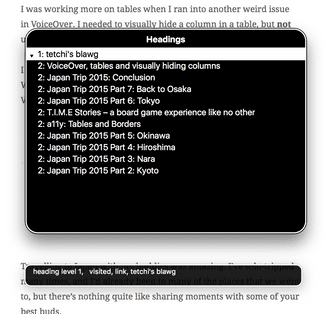 I was working more on tables when I ran into another weird issue
in VoiceOver. I needed to visually hide a column in a table, but not
Headings
1: tetchi's blawg
2: VoiceOver, tables and visually hiding columns
2: Japan Trip 2015: Conclusion
2: Japan Trip 2015 Part 7: Back to Osaka
2: Japan Trip 2015 Part 6: Tokyo
2: T.I.M.E Stories – a board game experience like no other
2: a11y: Tables and Borders
2: Japan Trip 2015 Part 5: Okinawa
2: Japan Trip 2015 Part 4: Hiroshima
2: Japan Trip 2015 Part 3: Nara
2: Japan Trip 2015 Part 2: Kyoto
heading level 1, visited, link, tetchi's blawg
to, but there's nothing quite like sharing moments with some of your
best buds.